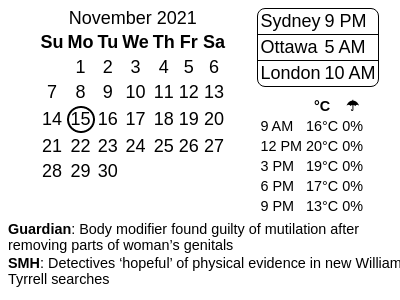 November 2021
Su Mo Tu We Th Fr Sa
1 2 3 4 5 6
7 8 9 10 11 12 13
14 15 16 17 18 19 20
21 22 23 24 25 26 27
28 29 30
Sydney 9 PM
Ottawa 5 AM
London 10 AM
°C ☂
9 AM 16°C 0%
12 PM 20°C 0%
3 PM 19°C 0%
6 PM 17°C 0%
9 PM 13°C 0%
Guardian: Body modifier found guilty of mutilation after
removing parts of woman’s genitals
SMH: Detectives ‘hopeful’ of physical evidence in new William
Tyrrell searches